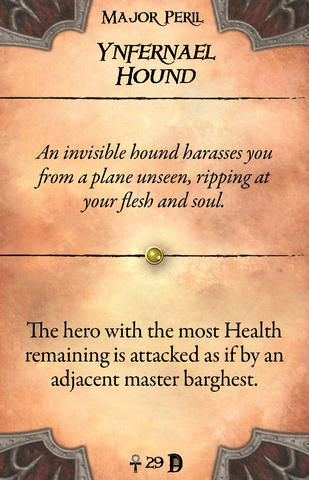 Major Peril
Ynfernael
Hound
An invisible hound harasses you
from a plane unseen, ripping at
your flesh and soul.
The hero with the most Health
remaining is attacked as if by an
adjacent master barghest.
29 D